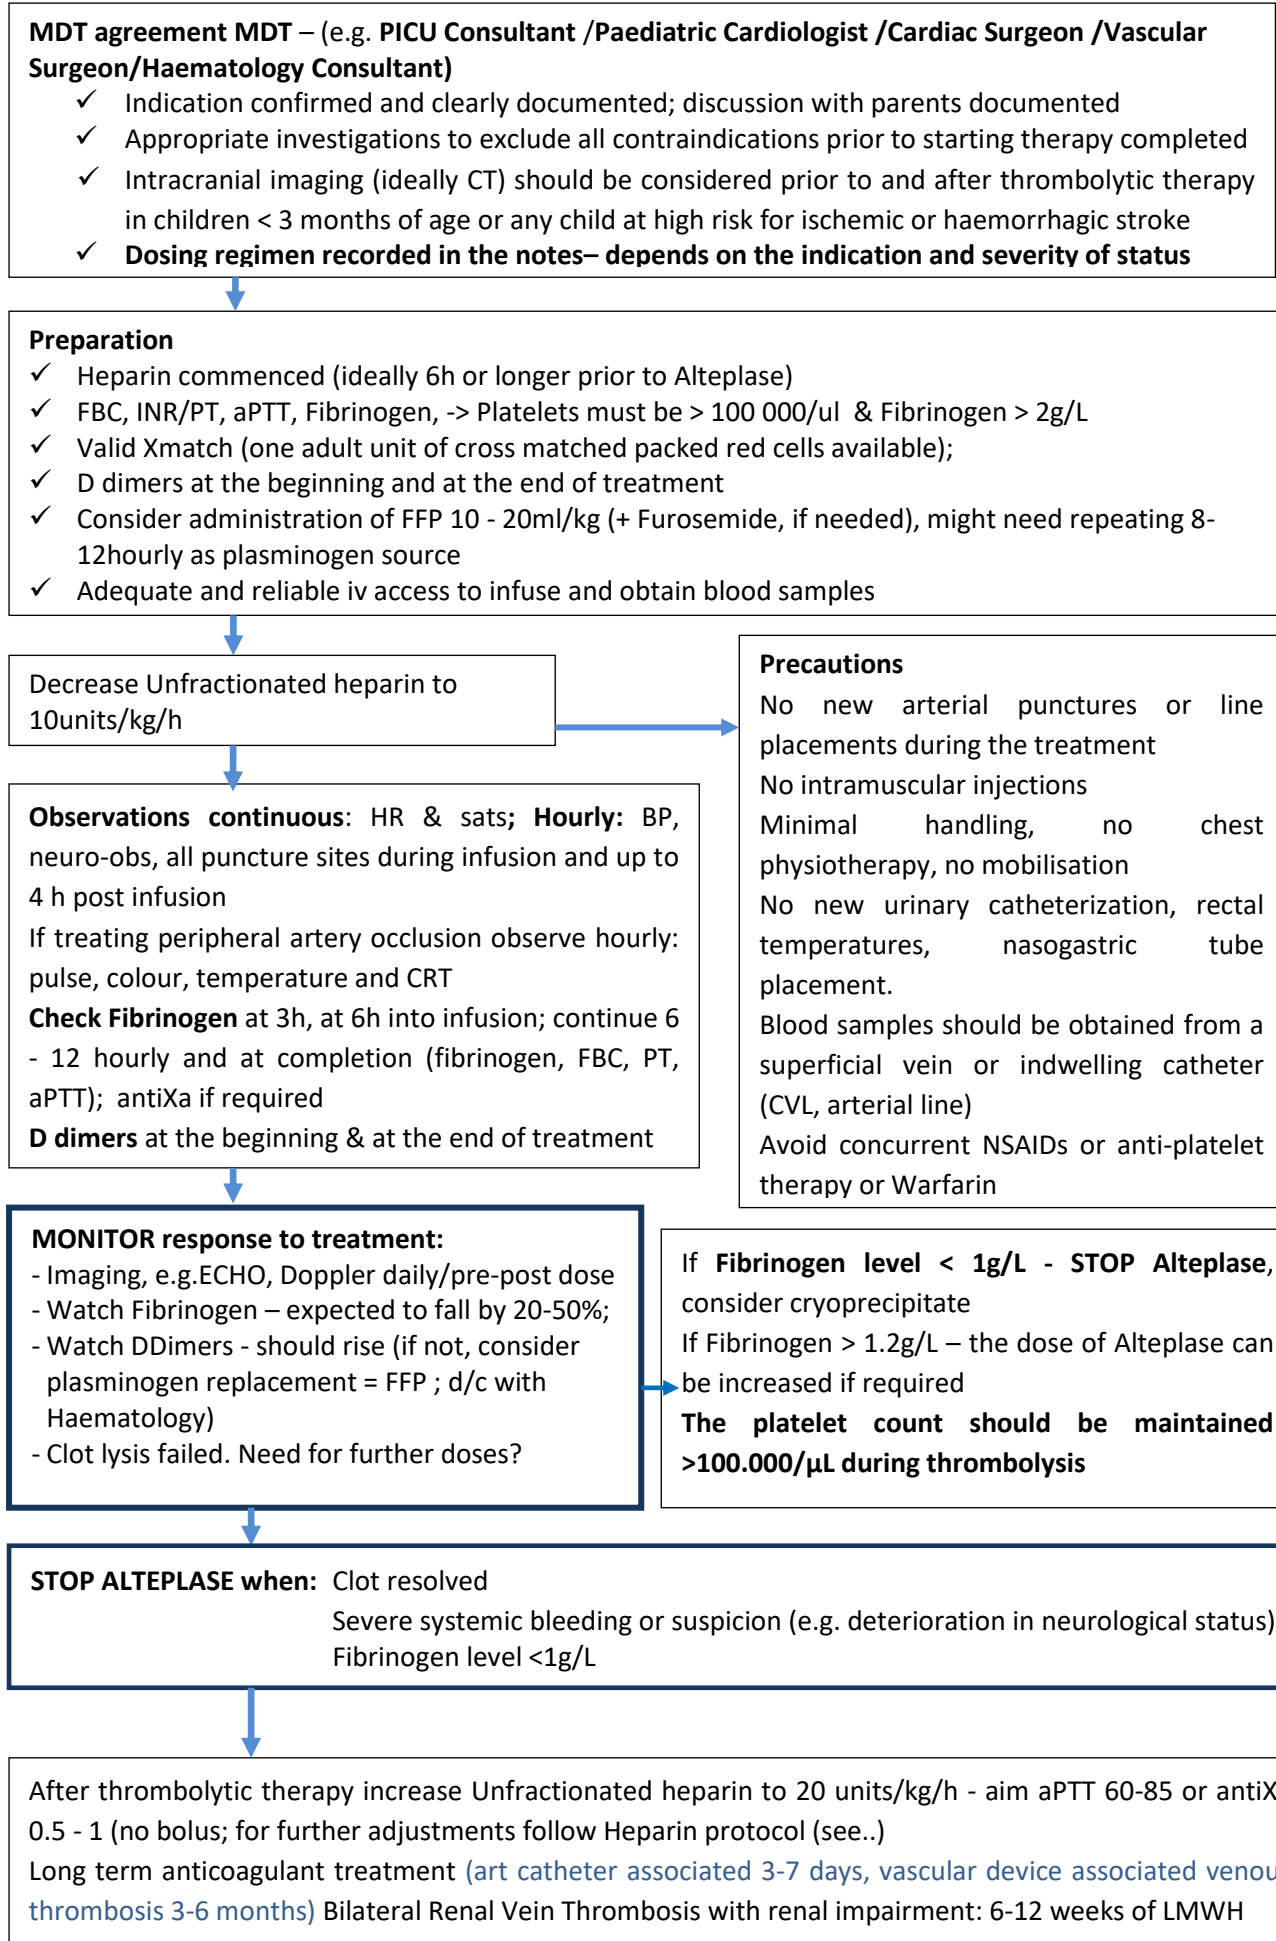 MDT agreement MDT – (e.g. PICU Consultant /Paediatric Cardiologist /Cardiac Surgeon /Vascular
Surgeon/Haematology Consultant)
✓ Indication confirmed and clearly documented; discussion with parents documented
✓ Appropriate investigations to exclude all contraindications prior to starting therapy completed
✓ Intracranial imaging (ideally CT) should be considered prior to and after thrombolytic therapy
in children < 3 months of age or any child at high risk for ischemic or haemorrhagic stroke
✓ Dosing regimen recorded in the notes– depends on the indication and severity of status
Preparation
✓ Heparin commenced (ideally 6h or longer prior to Alteplase)
✓ FBC, INR/PT, aPTT, Fibrinogen, -> Platelets must be > 100 000/ul & Fibrinogen > 2g/L
✓ Valid Xmatch (one adult unit of cross matched packed red cells available);
✓ D dimers at the beginning and at the end of treatment
✓ Consider administration of FFP 10 - 20ml/kg (+ Furosemide, if needed), might need repeating 8-
12hourly as plasminogen source
✓ Adequate and reliable iv access to infuse and obtain blood samples
Decrease Unfractionated heparin to
10units/kg/h
Precautions
No new arterial punctures or line
placements during the treatment
No intramuscular injections
Minimal handling, no chest
physiotherapy, no mobilisation
No new urinary catheterization, rectal
temperatures, nasogastric tube
placement.
Blood samples should be obtained from a
superficial vein or indwelling catheter
(CVL, arterial line)
Avoid concurrent NSAIDs or anti-platelet
therapy or Warfarin
Observations continuous: HR & sats; Hourly: BP,
neuro-obs, all puncture sites during infusion and up to
4 h post infusion
If treating peripheral artery occlusion observe hourly:
pulse, colour, temperature and CRT
Check Fibrinogen at 3h, at 6h into infusion; continue 6
- 12 hourly and at completion (fibrinogen, FBC, PT,
aPTT); antiXa if required
D dimers at the beginning & at the end of treatment
MONITOR response to treatment:
- Imaging, e.g.ECHO, Doppler daily/pre-post dose
- Watch Fibrinogen – expected to fall by 20-50%;
- Watch DDimers - should rise (if not, consider
plasminogen replacement = FFP ; d/c with
Haematology)
- Clot lysis failed. Need for further doses?
If Fibrinogen level < 1g/L - STOP Alteplase,
consider cryoprecipitate
If Fibrinogen > 1.2g/L – the dose of Alteplase can
be increased if required
The platelet count should be maintained
>100.000/µL during thrombolysis
STOP ALTEPLASE when: Clot resolved
Severe systemic bleeding or suspicion (e.g. deterioration in neurological status)
Fibrinogen level <1g/L
After thrombolytic therapy increase Unfractionated heparin to 20 units/kg/h - aim aPTT 60-85 or antiX
0.5 - 1 (no bolus; for further adjustments follow Heparin protocol (see..)
Long term anticoagulant treatment (art catheter associated 3-7 days, vascular device associated venou
thrombosis 3-6 months) Bilateral Renal Vein Thrombosis with renal impairment: 6-12 weeks of LMWH